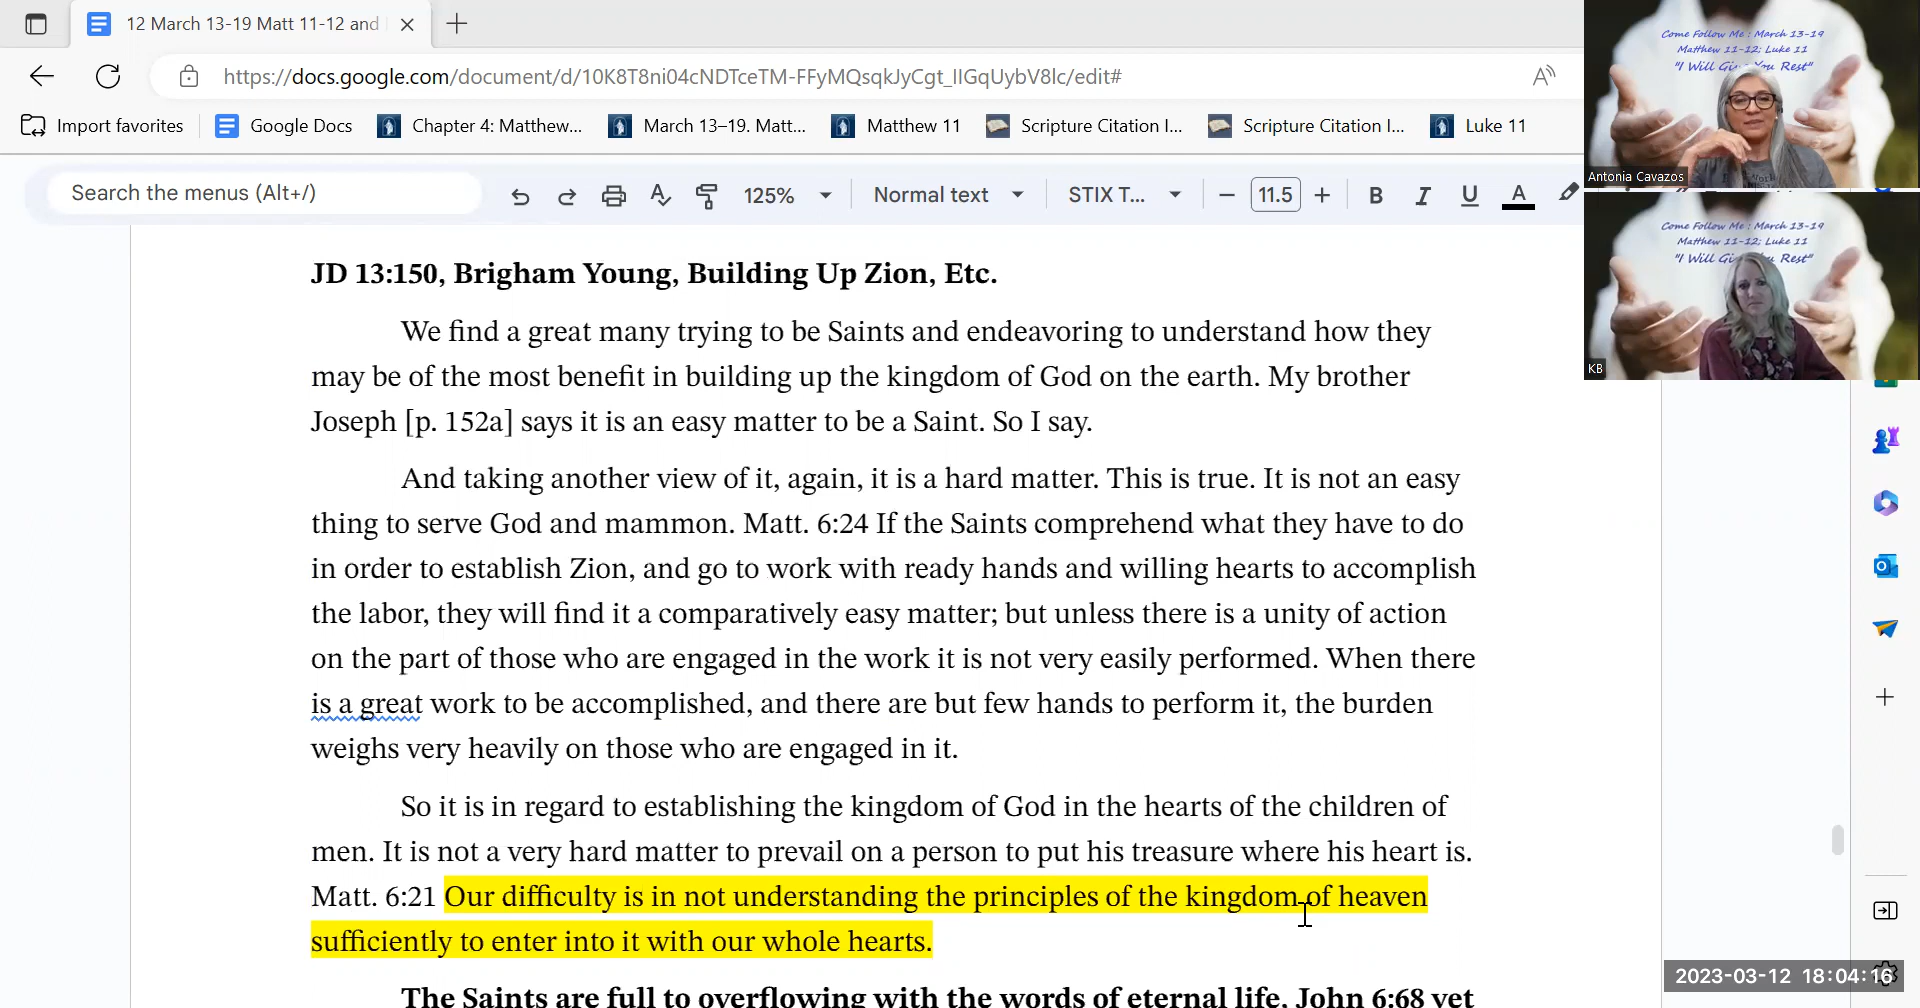 12 March 13-19 Matt 11-12 and
https://docs.google.com/document/d/10K8T8ni04cNDTceTM-FFyMQsqkJyCgt_IIGqUybV8lc/edit#
Import favorites
Google Docs
Chapter 4: Matthew...
March 13–19. Matt...
Matthew 11
Scripture Citation I...
Scripture Citation I...
Luke 11
Search the menus (Alt+/)
125%
Normal text
STIX T...
11.5
B I U A
JD 13:150, Brigham Young, Building Up Zion, Etc.
We find a great many trying to be Saints and endeavoring to understand how they
may be of the most benefit in building up the kingdom of God on the earth. My brother
Joseph [p. 152a] says it is an easy matter to be a Saint. So I say.
And taking another view of it, again, it is a hard matter. This is true. It is not an easy
thing to serve God and mammon. Matt. 6:24 If the Saints comprehend what they have to do
in order to establish Zion, and go to work with ready hands and willing hearts to accomplish
the labor, they will find it a comparatively easy matter; but unless there is a unity of action
on the part of those who are engaged in the work it is not very easily performed. When there
is a great work to be accomplished, and there are but few hands to perform it, the burden
weighs very heavily on those who are engaged in it.
So it is in regard to establishing the kingdom of God in the hearts of the children of
men. It is not a very hard matter to prevail on a person to put his treasure where his heart is.
Matt. 6:21 Our difficulty is in not understanding the principles of the kingdom of heaven
sufficiently to enter into it with our whole hearts.
The Saints are full to overflowing with the words of eternal life, John 6:68 yet
Come Follow Me: March 13-19
Matthew 11-12; Luke 11
"I Will Give You Rest"
Antonia Cavazos
Come Follow Me: March 13-19
Matthew 11-12; Luke 11
"I Will Gi You Rest"
KB
2023-03-12 18:04:16